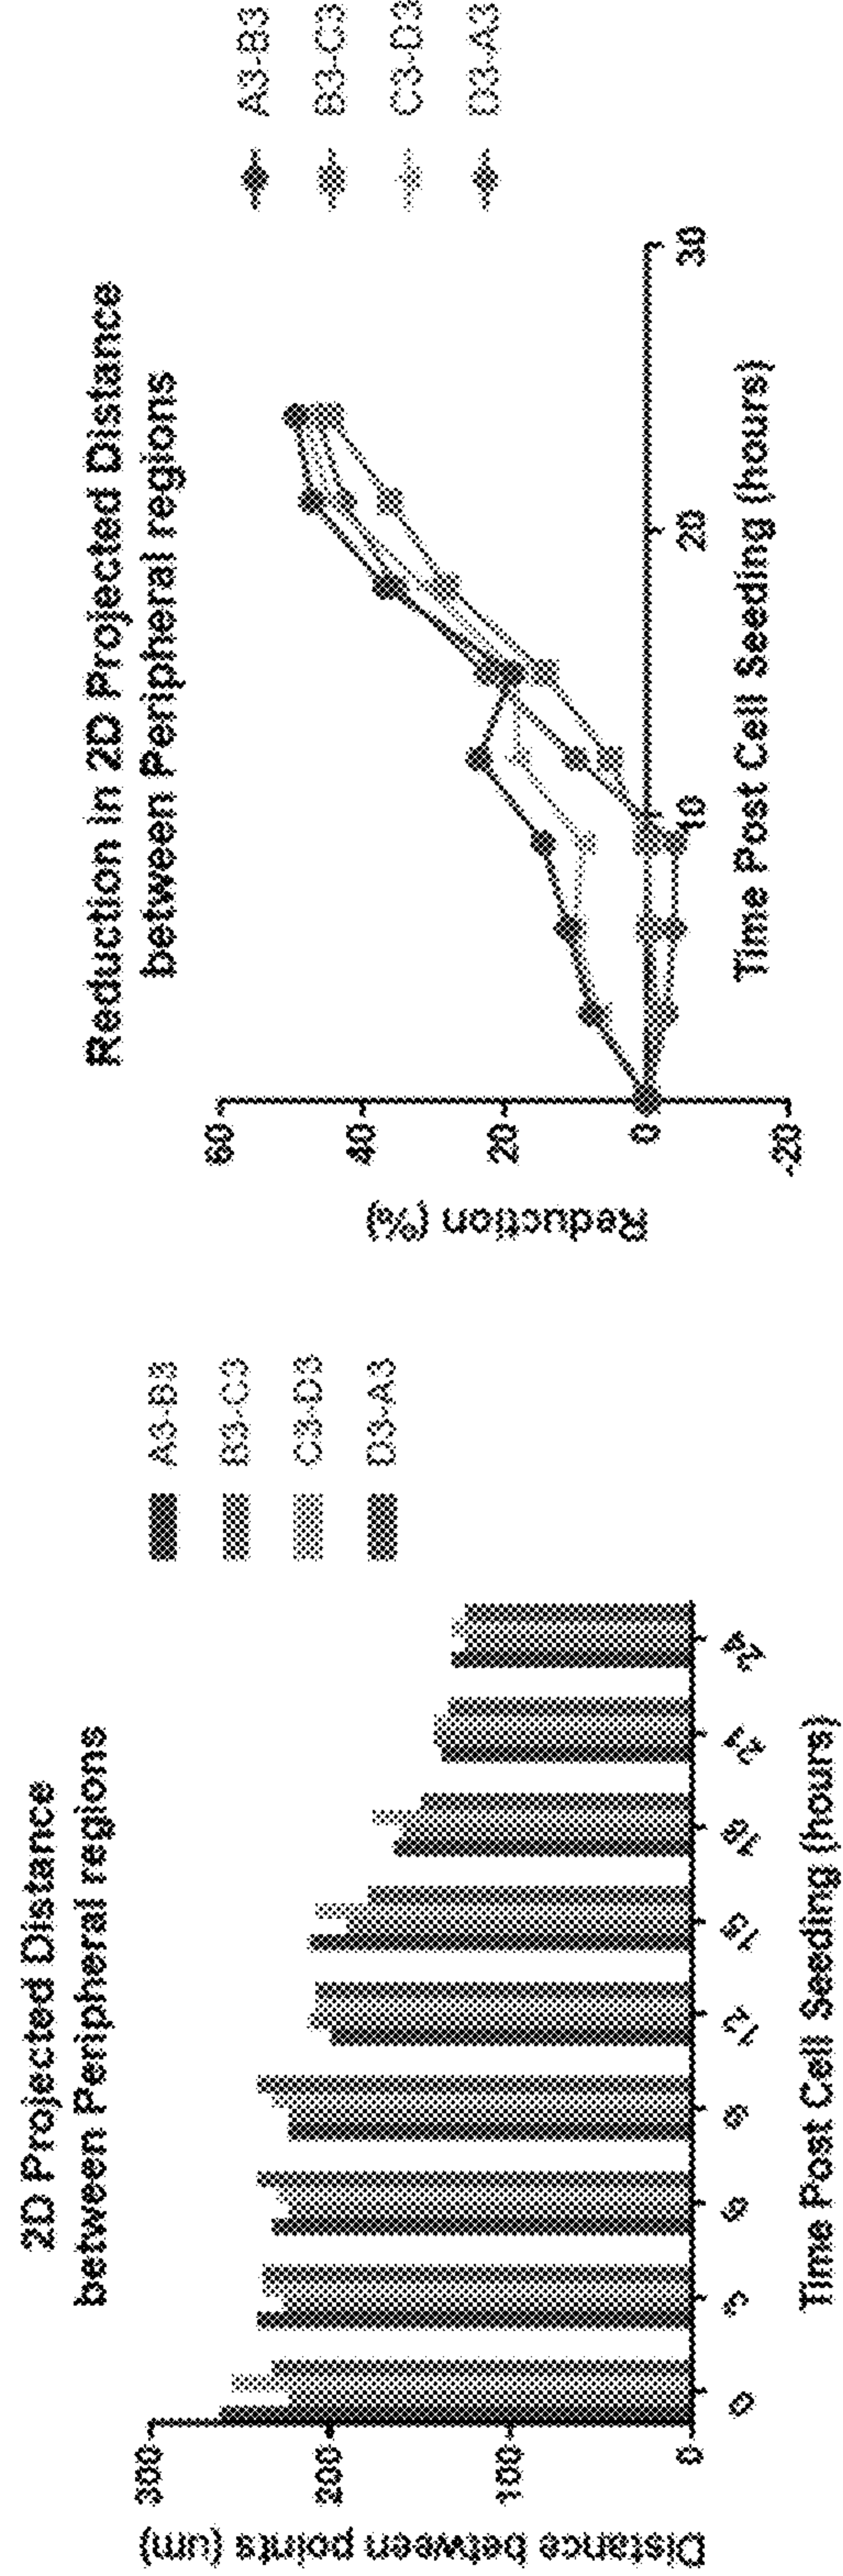 2D Projected Distance
between Peripheral regions
Distance between points (um)
300
200
100
0
0
3
6
9
12
15
18
21
24
Time Post Cell Seeding (hours)
A3-B3
B3-C3
C3-D3
D3-A3
Reduction in 2D Projected Distance
between Peripheral regions
Reduction (%)
60
40
20
0
-20
10
20
30
Time Post Cell Seeding (hours)
A3-B3
B3-C3
C3-D3
D3-A3